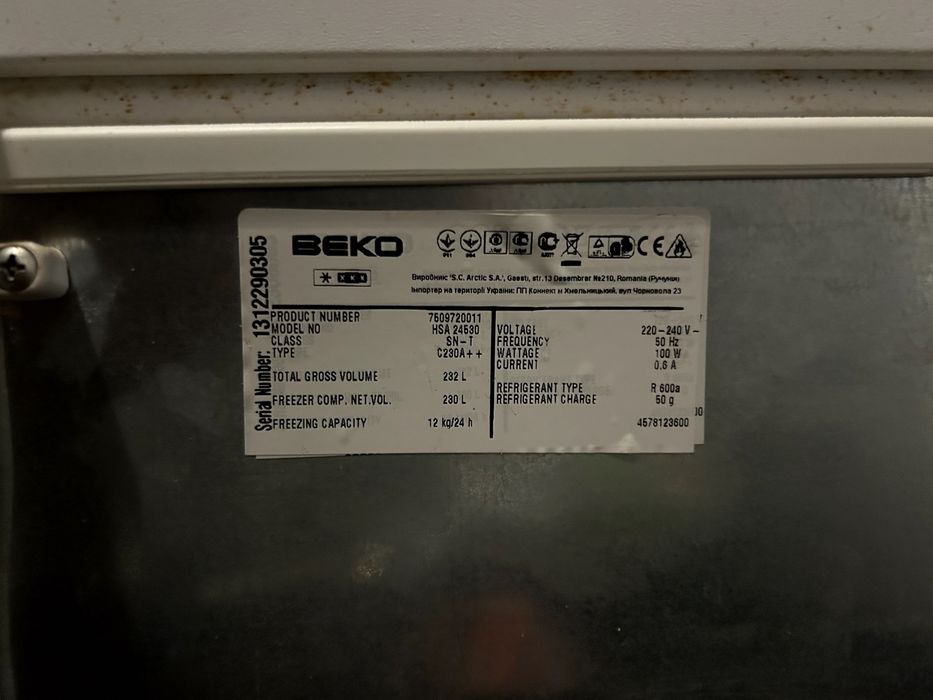 BEKO
Виробник 'S.C. Arctic S.A.', Gaesti, str.13 Desembrer №210, Romania (Румунія)
Імпортер на території України: ПП Коннект м Хмельницький, вул Чорновола 23
Serial Number: 1312290305
PRODUCT NUMBER 7509720011
MODEL NO HSA 24530
CLASS SN-T
TYPE C230A++
TOTAL GROSS VOLUME 232 L
FREEZER COMP. NET.VOL. 230 L
FREEZING CAPACITY 12 kg/24 h
VOLTAGE 220-240 V~
FREQUENCY 50 Hz
WATTAGE 100 W
CURRENT 0.6 A
REFRIGERANT TYPE R 600a
REFRIGERANT CHARGE 50 g
4578123600